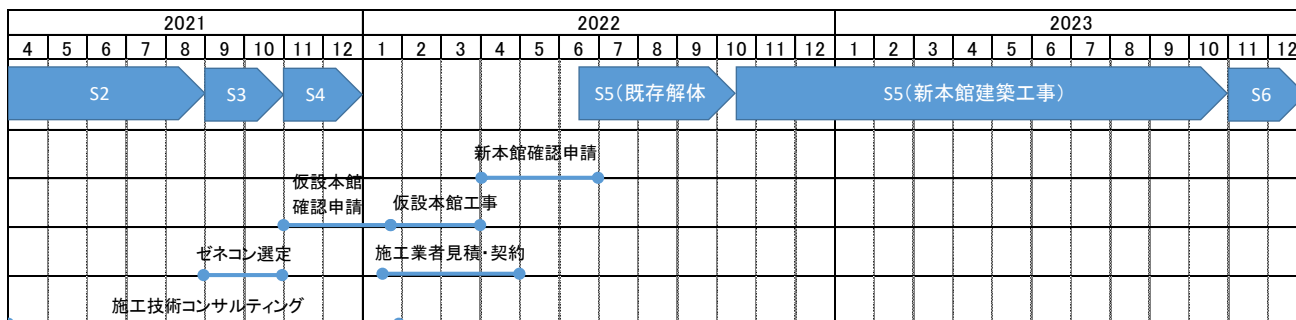 2021 2022 2023
4 5 6 7 8 9 10 11 12 1 2 3 4 5 6 7 8 9 10 11 12 1 2 3 4 5 6 7 8 9 10 11 12
S2 S3 S4 S5(既存解体 S5(新本館建築工事) S6
新本館確認申請
仮設本館
確認申請 仮設本館工事
ゼネコン選定 施工業者見積・契約
施工技術コンサルティング